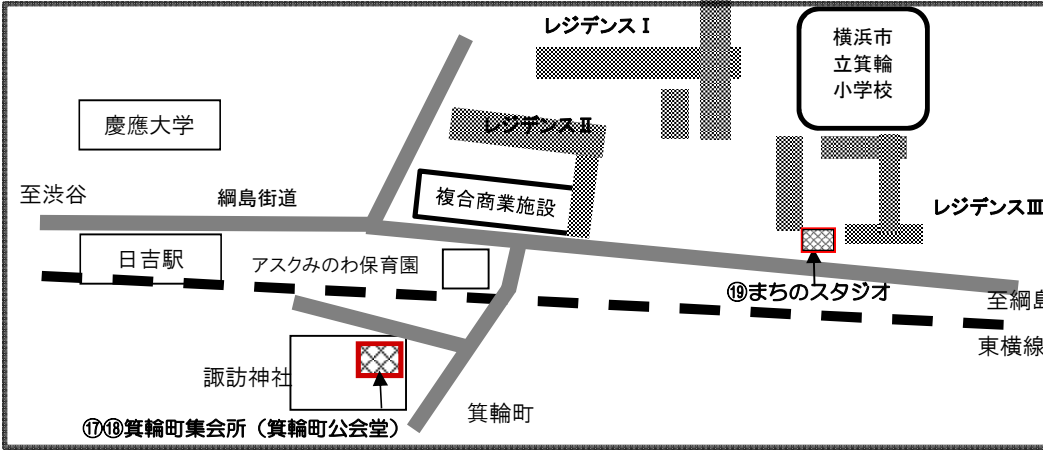 レジデンスⅠ
横浜市
立箕輪
小学校
慶應大学
レジデンスⅡ
至渋谷
綱島街道
複合商業施設
レジデンスⅢ
日吉駅
アスクみのわ保育園
⑲まちのスタジオ
至綱島
東横線
諏訪神社
箕輪町
⑰⑱箕輪町集会所（箕輪町公会堂）